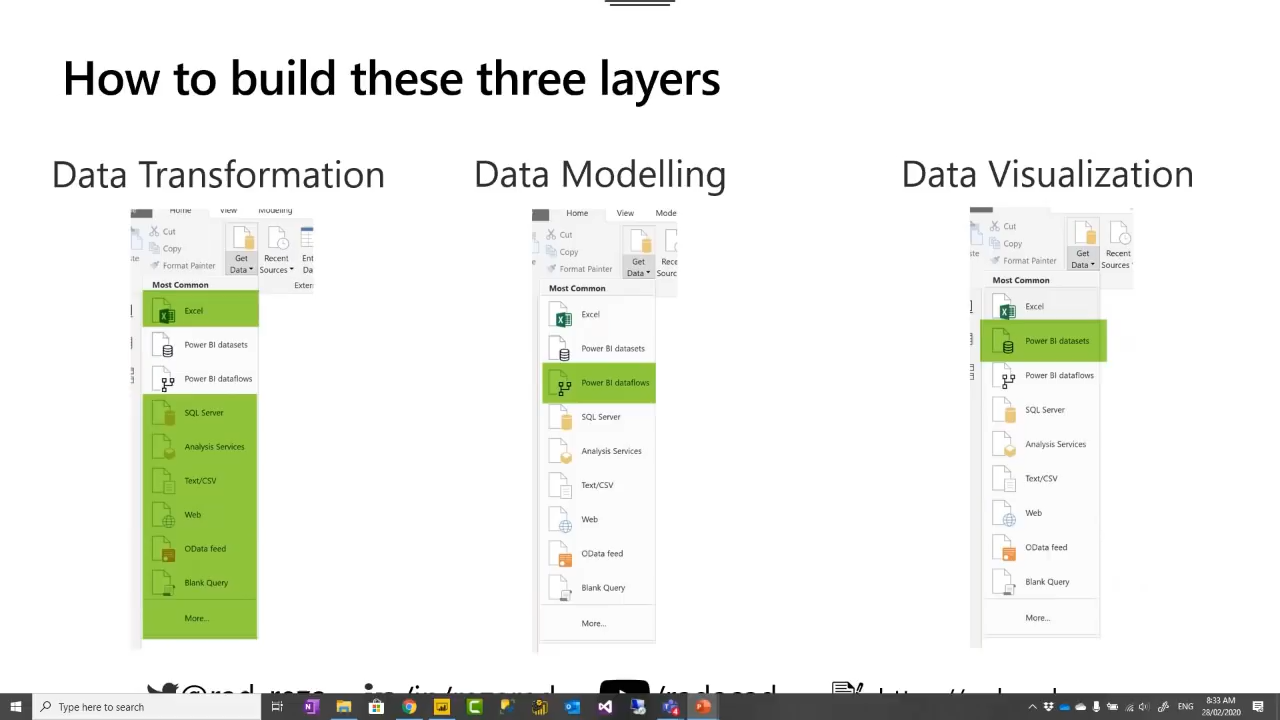 How to build these three layers
Data Transformation
Home View Modelling
Cut
Copy
Format Painter
Get Data
Recent Sources
Most Common
Excel
Power BI datasets
Power BI dataflows
SQL Server
Analysis Services
Text/CSV
Web
OData feed
Blank Query
More...
Data Modelling
Home View
Cut
Copy
Format Painter
Get Data
Most Common
Excel
Power BI datasets
Power BI dataflows
SQL Server
Analysis Services
Text/CSV
Web
OData feed
Blank Query
More...
Data Visualization
Cut
Copy
Format Painter
Get Data
Recent Sources
Most Common
Excel
Power BI datasets
Power BI dataflows
SQL Server
Analysis Services
Text/CSV
Web
OData feed
Blank Query
More...
Type here to search
ENG
8:33 AM
28/02/2020